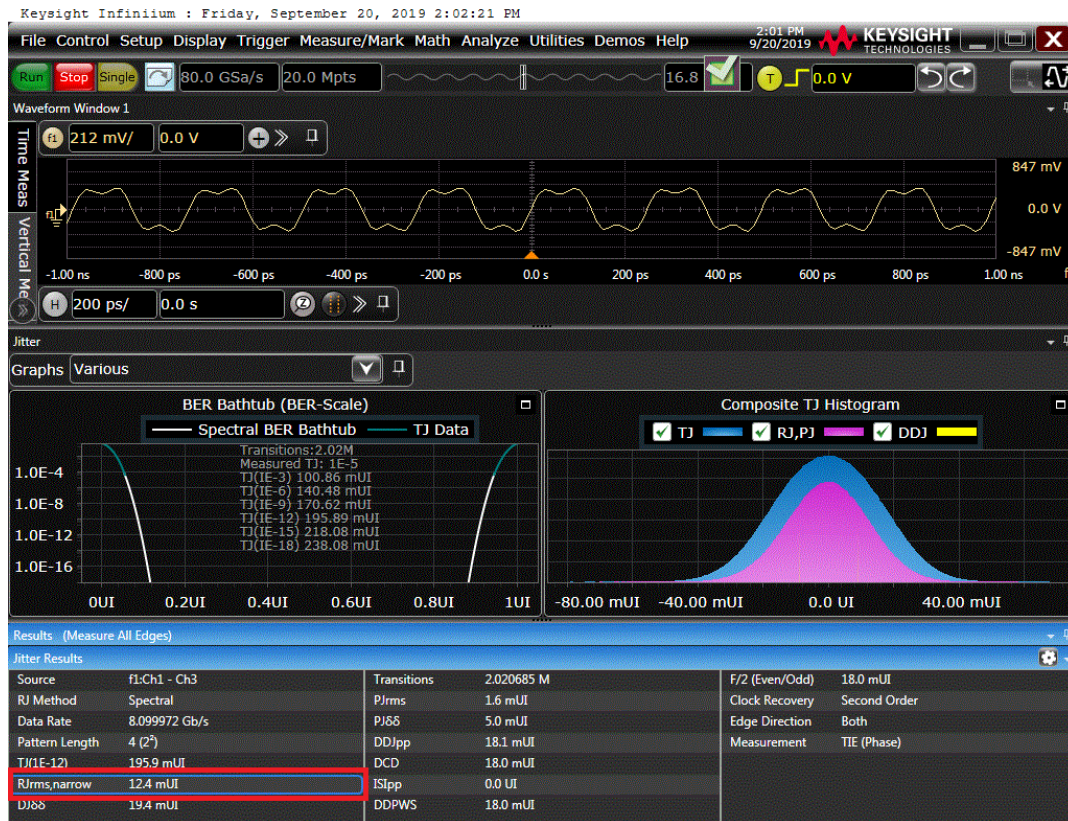 Keysight Infiniium : Friday, September 20, 2019 2:02:21 PM
File Control Setup Display Trigger Measure/Mark Math Analyze Utilities Demos Help
2:01 PM
9/20/2019
KEYSIGHT
TECHNOLOGIES
X
Run Stop Single 80.0 GSa/s 20.0 Mpts 16.8 T 0.0 V
Waveform Window 1
Time Meas
Vertical Me
f1 212 mV/ 0.0 V
847 mV
f1 0.0 V
-847 mV
-1.00 ns -800 ps -600 ps -400 ps -200 ps 0.0 s 200 ps 400 ps 600 ps 800 ps 1.00 ns
H 200 ps/ 0.0 s
Jitter
Graphs Various
BER Bathtub (BER-Scale)
Spectral BER Bathtub TJ Data
Transitions:2.02M
Measured TJ: 1E-5
TJ(IE-3) 100.86 mUI
TJ(IE-6) 140.48 mUI
TJ(IE-9) 170.62 mUI
TJ(IE-12) 195.89 mUI
TJ(IE-15) 218.08 mUI
TJ(IE-18) 238.08 mUI
1.0E-4
1.0E-8
1.0E-12
1.0E-16
0UI 0.2UI 0.4UI 0.6UI 0.8UI 1UI
Composite TJ Histogram
TJ RJ,PJ DDJ
-80.00 mUI -40.00 mUI 0.0 UI 40.00 mUI
Results (Measure All Edges)
Jitter Results
Source f1:Ch1 - Ch3 Transitions 2.020685 M F/2 (Even/Odd) 18.0 mUI
RJ Method Spectral PJrms 1.6 mUI Clock Recovery Second Order
Data Rate 8.099972 Gb/s PJδδ 5.0 mUI Edge Direction Both
Pattern Length 4 (2²) DDJpp 18.1 mUI Measurement TIE (Phase)
TJ(1E-12) 195.9 mUI DCD 18.0 mUI
RJrms,narrow 12.4 mUI ISIpp 0.0 UI
DJδδ 19.4 mUI DDPWS 18.0 mUI